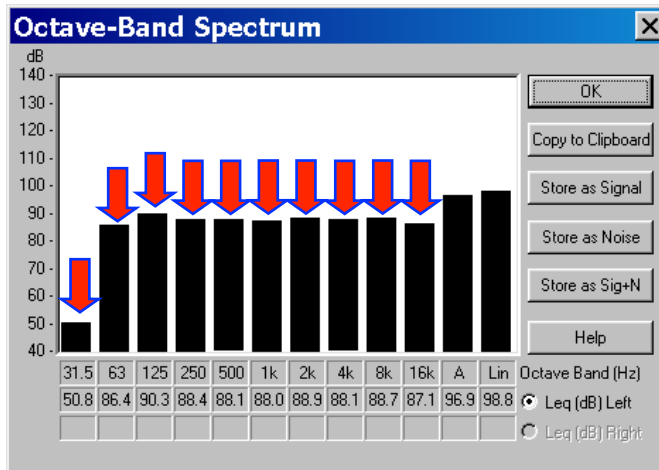 Octave-Band Spectrum
dB
140
130
120
110
100
90
80
70
60
50
40
OK
Copy to Clipboard
Store as Signal
Store as Noise
Store as Sig+N
Help
31.5 63 125 250 500 1k 2k 4k 8k 16k A Lin Octave Band (Hz)
50.8 86.4 90.3 88.4 88.1 88.0 88.9 88.1 88.7 87.1 96.9 98.8 Leq (dB) Left
Leq (dB) Right